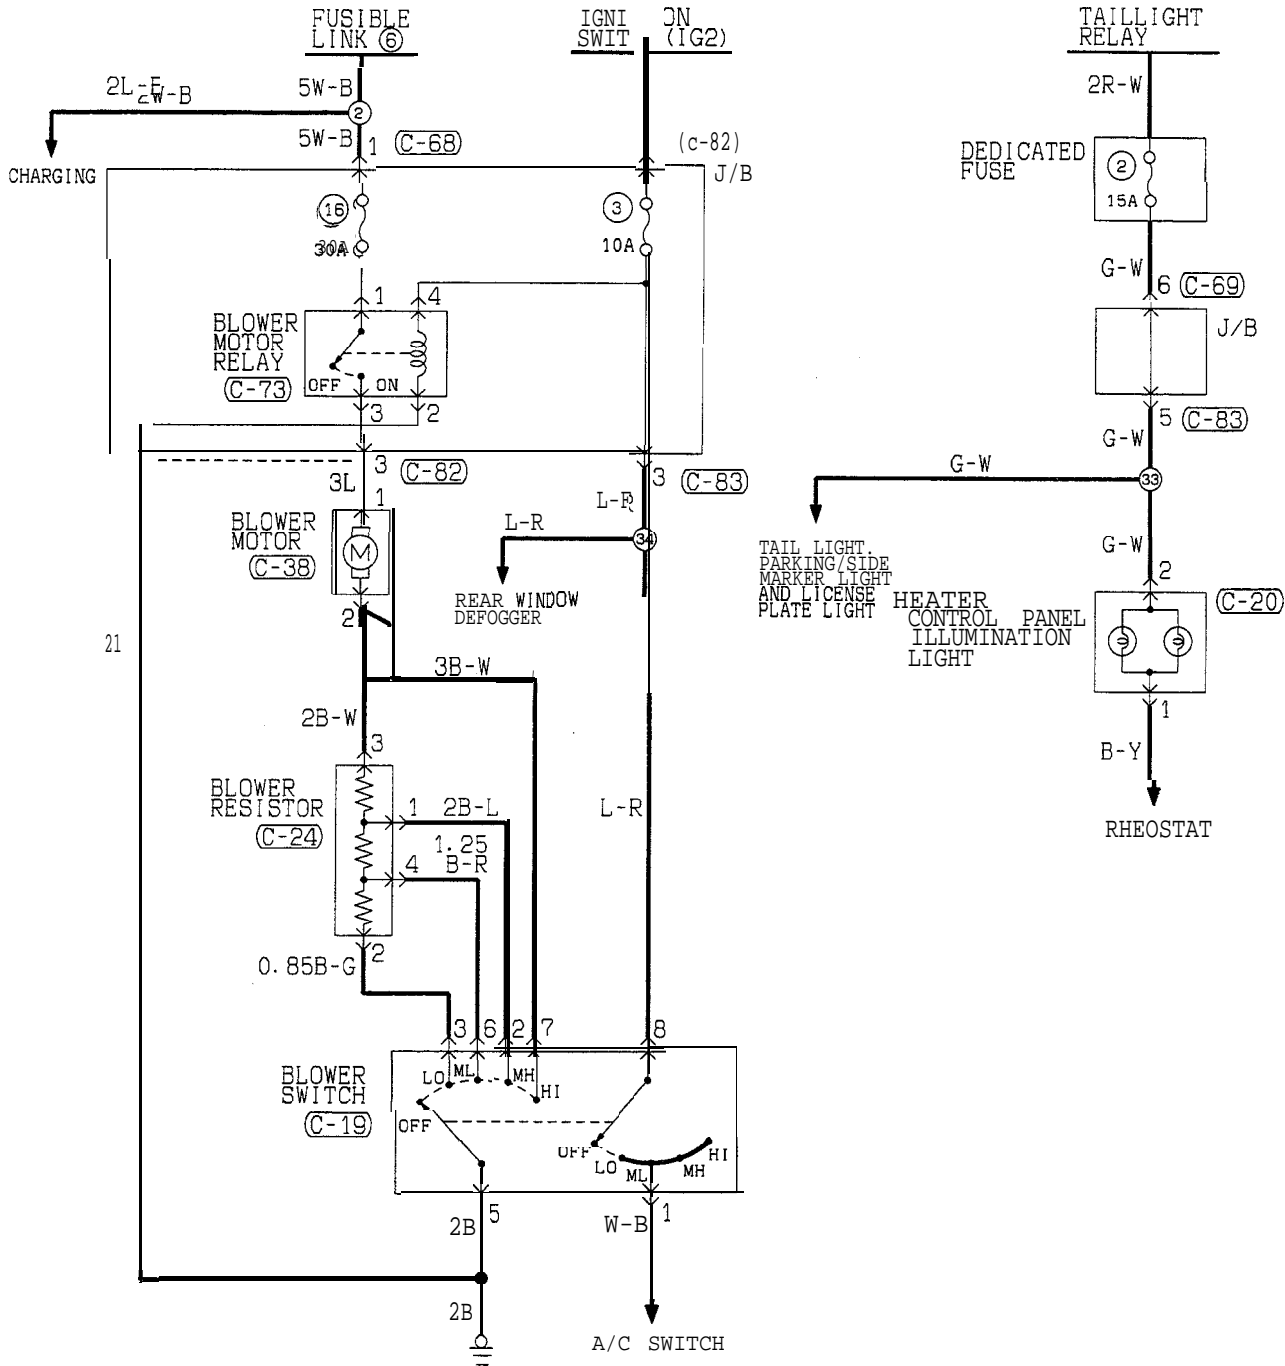 FUSIBLE
LINK 6
IGNI ON
SWIT (IG2)
TAILLIGHT
RELAY
5W-B
2W-B
2
5W-B
1
C-68
CHARGING
(c-82)
J/B
2R-W
DEDICATED
FUSE
2
15A
16
30A
3
10A
G-W
6
C-69
J/B
1
4
BLOWER
MOTOR
RELAY
C-73
OFF
ON
3
2
5
C-83
G-W
3
C-82
3
C-83
G-W
33
3L
1
L-R
BLOWER
MOTOR
C-38
M
L-R
34
G-W
TAIL LIGHT.
PARKING/SIDE
MARKER LIGHT
AND LICENSE
PLATE LIGHT
2
REAR WINDOW
DEFOGGER
HEATER
CONTROL PANEL
ILLUMINATION
LIGHT
C-20
2
21
3B-W
1
2B-W
3
B-Y
BLOWER
RESISTOR
C-24
1
2B-L
L-R
RHEOSTAT
1.25
B-R
4
2
0.85B-G
3
6
2
7
8
BLOWER
SWITCH
C-19
LO
ML
MH
HI
OFF
OFF
LO
ML
MH
HI
5
2B
W-B
1
2B
A/C SWITCH